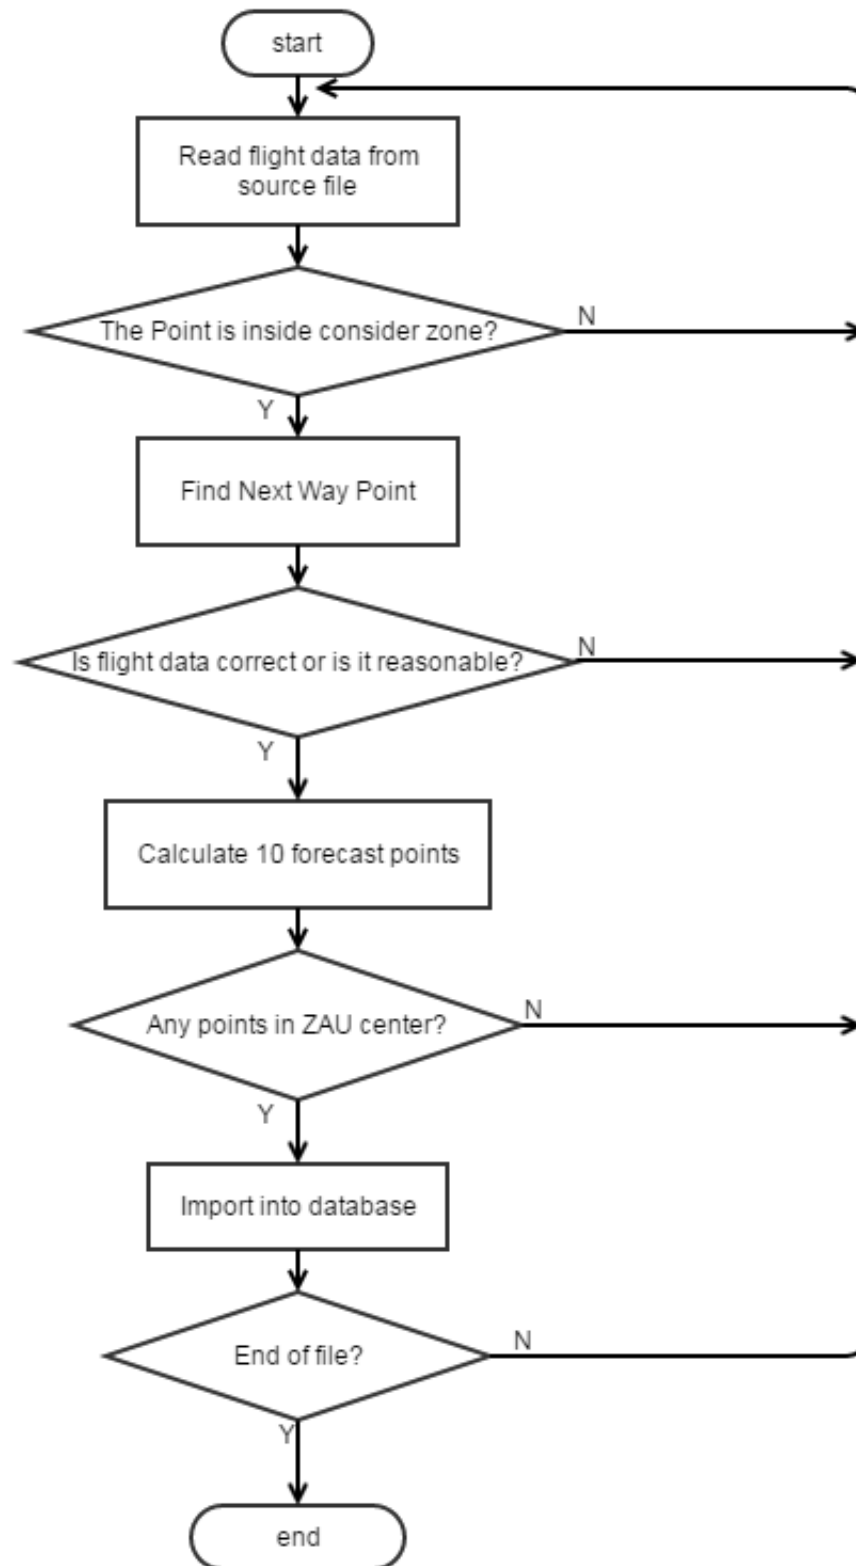 start
Read flight data from
source file
The Point is inside consider zone?
N
Y
Find Next Way Point
Is flight data correct or is it reasonable?
N
Y
Calculate 10 forecast points
Any points in ZAU center?
N
Y
Import into database
End of file?
N
Y
end